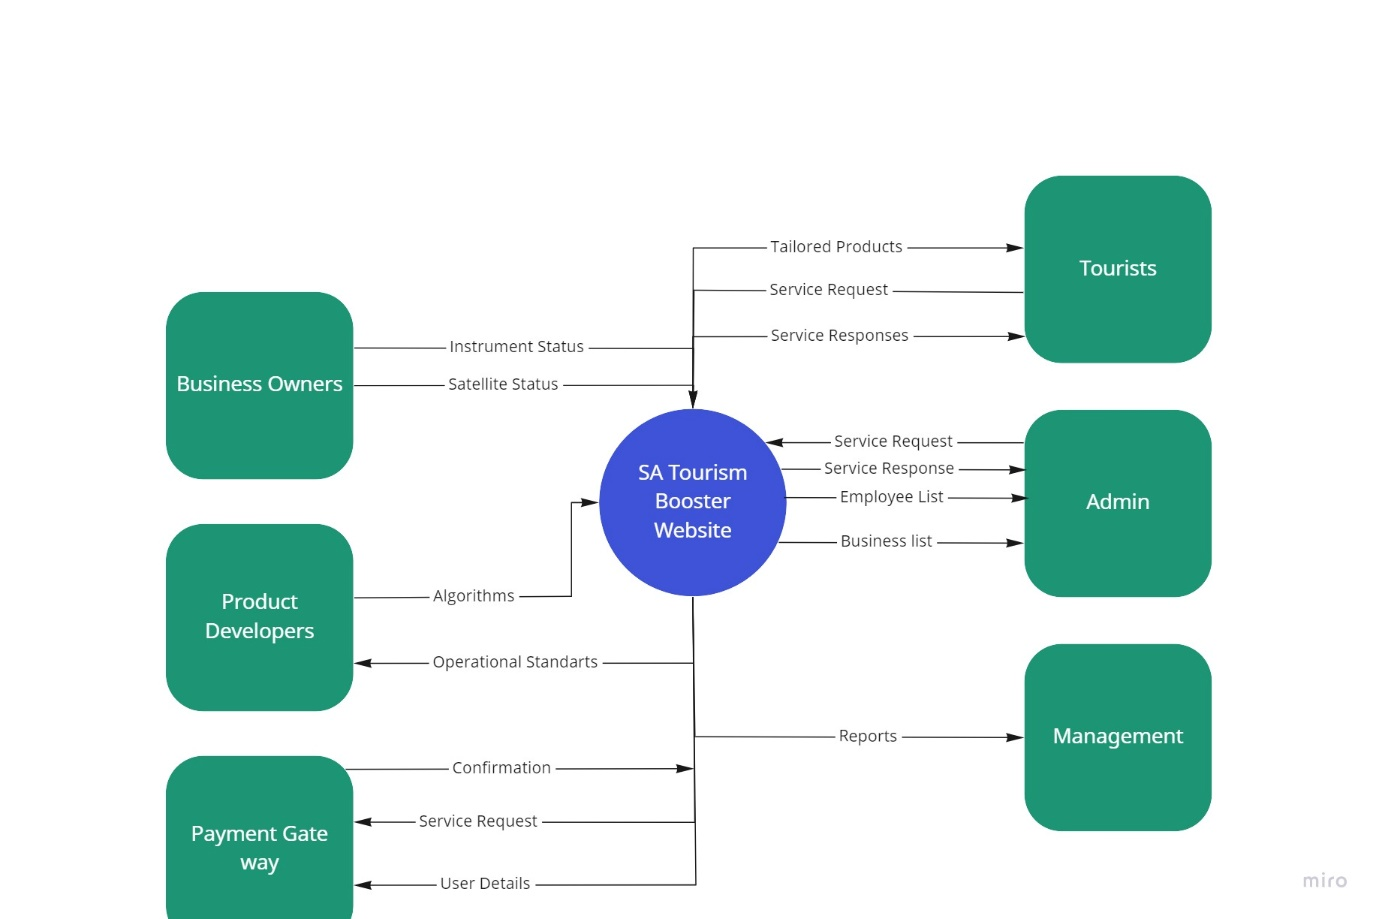 Tailored Products
Tourists
Service Request
Service Responses
Instrument Status
Business Owners
Satellite Status
Service Request
SA Tourism
Booster
Website
Service Response
Employee List
Admin
Business list
Product
Developers
Algorithms
Operational Standarts
Reports
Management
Confirmation
Payment Gate
way
Service Request
User Details
miro